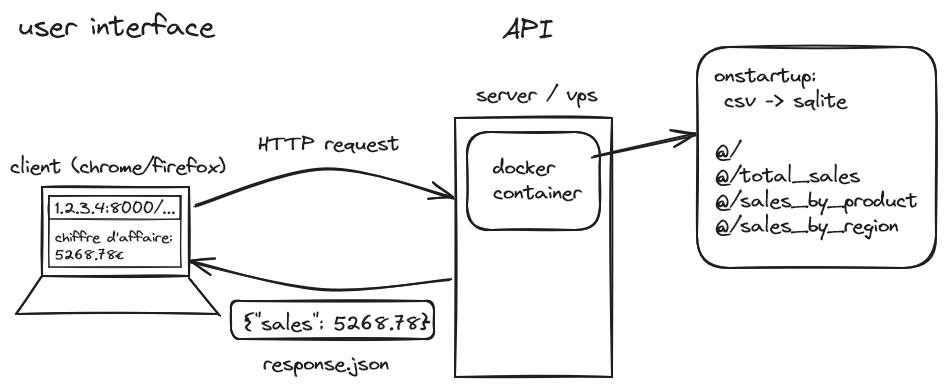 user interface
API
server / vps
onstartup:
csv -> sqlite
@/
@/total_sales
@/sales_by_product
@/sales_by_region
HTTP request
docker
container
client (chrome/firefox)
1.2.3.4:8000/...
chiffre d'affaire:
5268.78€
{"sales": 5268.78}
response.json